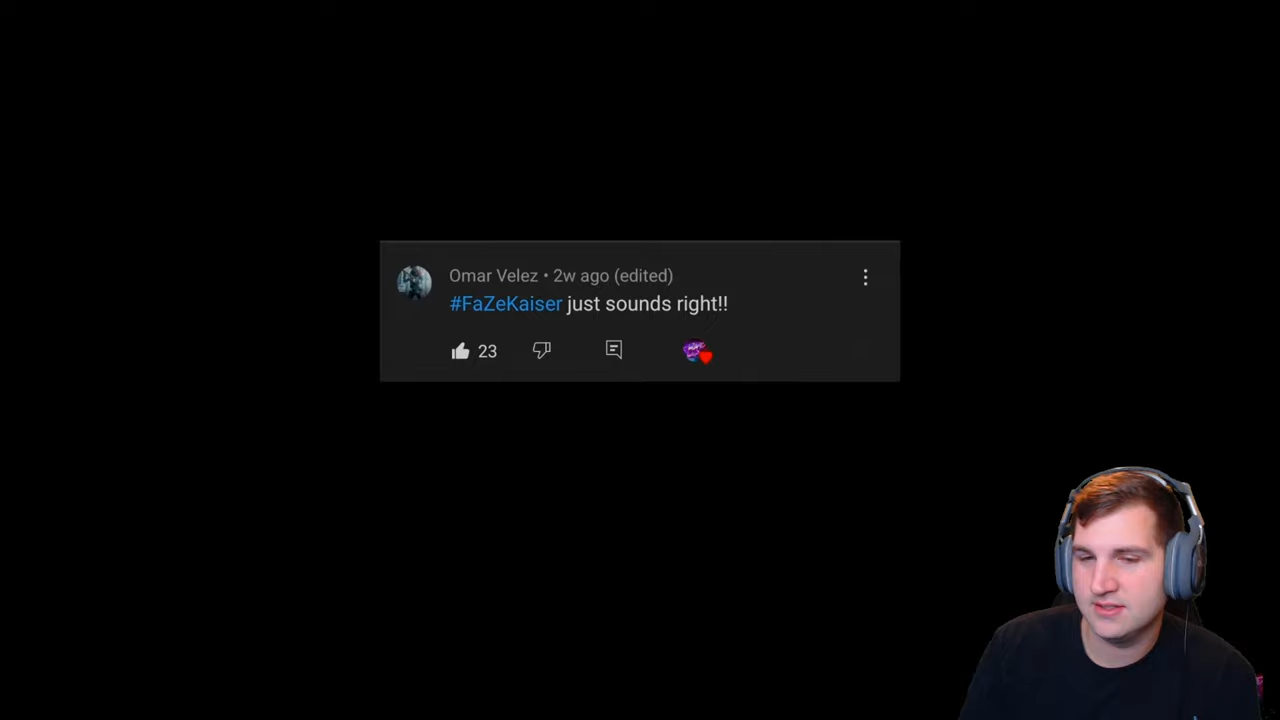 Omar Velez • 2w ago (edited)
#FaZeKaiser just sounds right!!
23